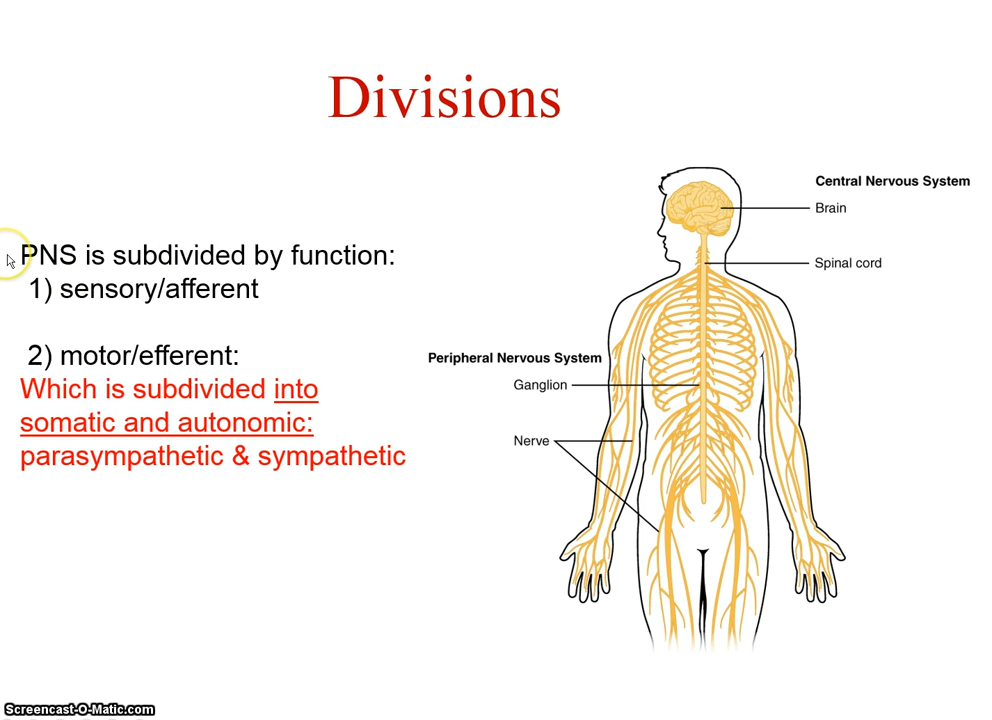 Divisions
PNS is subdivided by function:
1) sensory/afferent
2) motor/efferent:
Which is subdivided into
somatic and autonomic:
parasympathetic & sympathetic
Central Nervous System
Brain
Spinal cord
Peripheral Nervous System
Ganglion
Nerve
Screencast-O-Matic.com